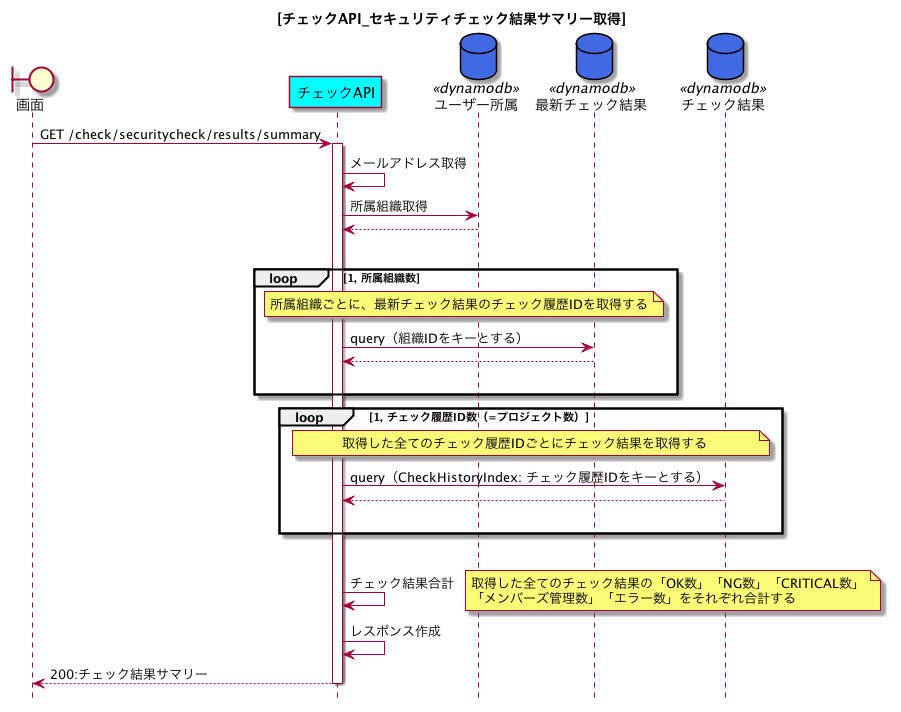 [チェックAPI_セキュリティチェック結果サマリー取得]
画面
チェックAPI
«dynamodb»
ユーザー所属
«dynamodb»
最新チェック結果
«dynamodb»
チェック結果
GET /check/securitycheck/results/summary
メールアドレス取得
所属組織取得
loop [1, 所属組織数]
所属組織ごとに、最新チェック結果のチェック履歴IDを取得する
query（組織IDをキーとする）
loop [1, チェック履歴ID数（=プロジェクト数）]
取得した全てのチェック履歴IDごとにチェック結果を取得する
query（CheckHistoryIndex: チェック履歴IDをキーとする）
チェック結果合計
取得した全てのチェック結果の「OK数」「NG数」「CRITICAL数」
「メンバーズ管理数」「エラー数」をそれぞれ合計する
レスポンス作成
200:チェック結果サマリー